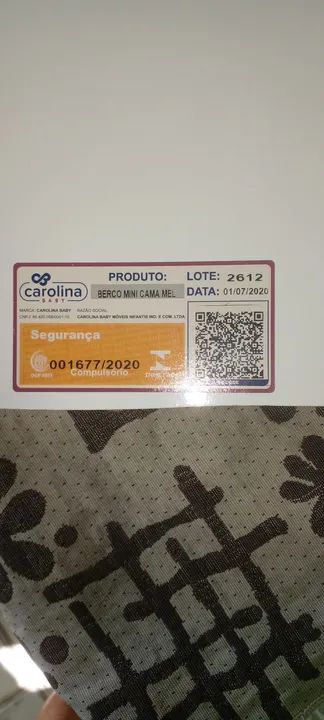 carolina
BABY
PRODUTO:
BERCO MINI CAMA MEL
LOTE: 2612
DATA: 01/07/2020
MARCA: CAROLINA BABY
RAZÃO SOCIAL:
CAROLINA BABY MÓVEIS INFANTIS IND. E COM. LTDA
Segurança
001677/2020
Compulsório